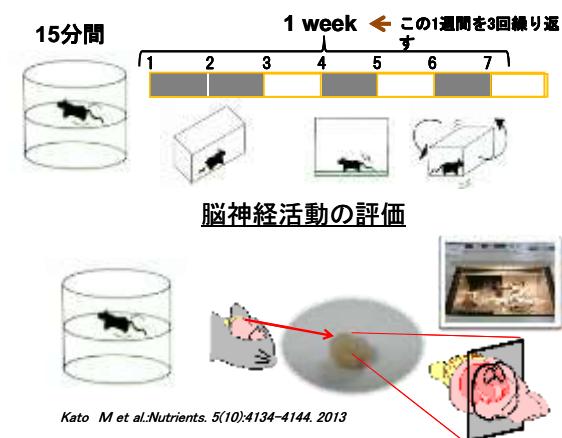 15分間
1 week ← この1週間を3回繰り返
す
1 2 3 4 5 6 7
脳神経活動の評価
Kato M et al.:Nutrients. 5(10):4134-4144. 2013